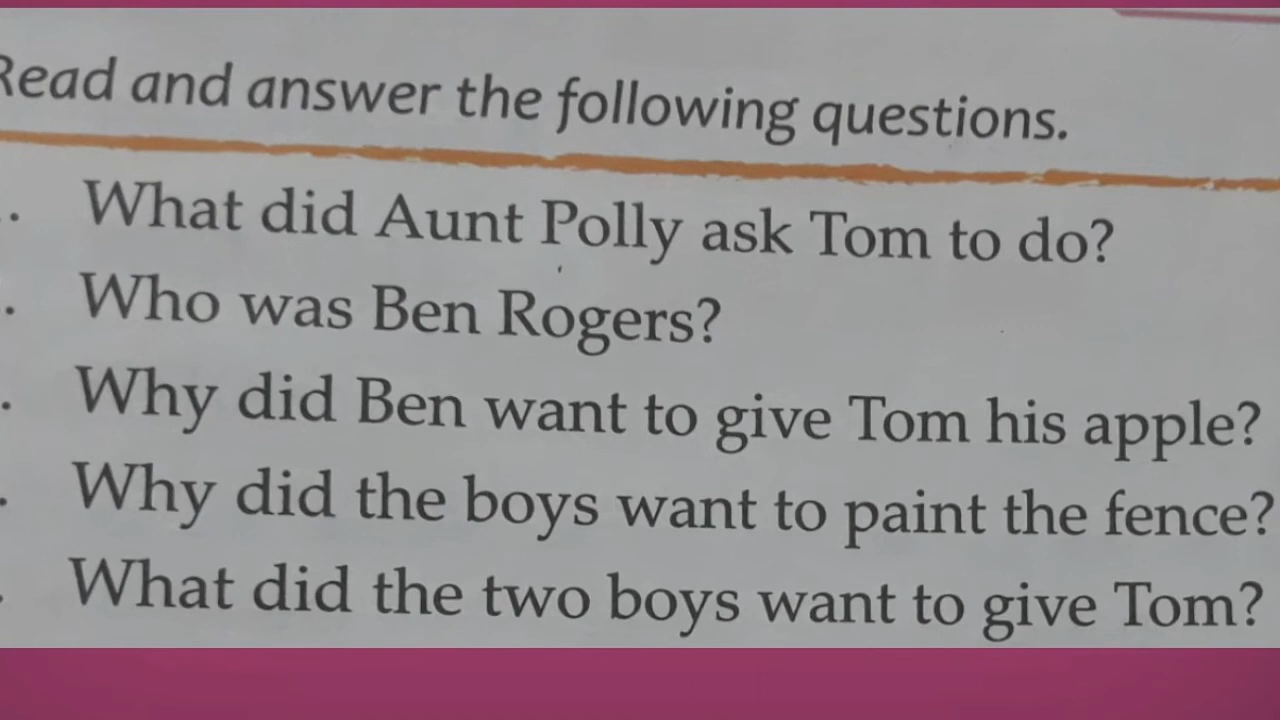 Read and answer the following questions.
. What did Aunt Polly ask Tom to do?
. Who was Ben Rogers?
. Why did Ben want to give Tom his apple?
. Why did the boys want to paint the fence?
. What did the two boys want to give Tom?